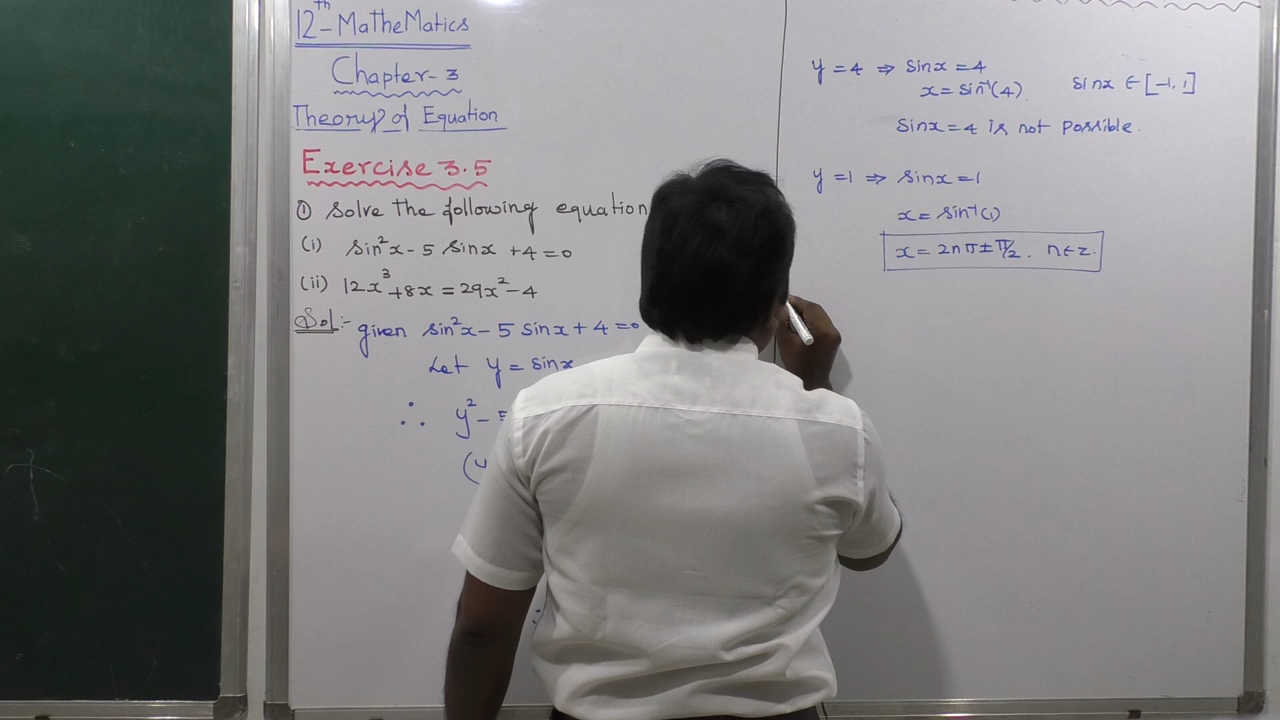 12th - MatheMatics
Chapter - 3
Theory of Equation
Exercise 3.5
① Solve the following equation
(i) sin²x - 5 sinx + 4 = 0
(ii) 12x³ + 8x = 29x² - 4
Sol:- given sin²x - 5 sinx + 4 = 0
Let y = sinx
∴ y² -
y = 4 ⇒ sinx = 4
x = sin⁻¹(4) sinx ∈ [-1, 1]
sinx = 4 is not possible.
y = 1 ⇒ sinx = 1
x = sin⁻¹(1)
x = 2nπ ± π/2. n ∈ z.